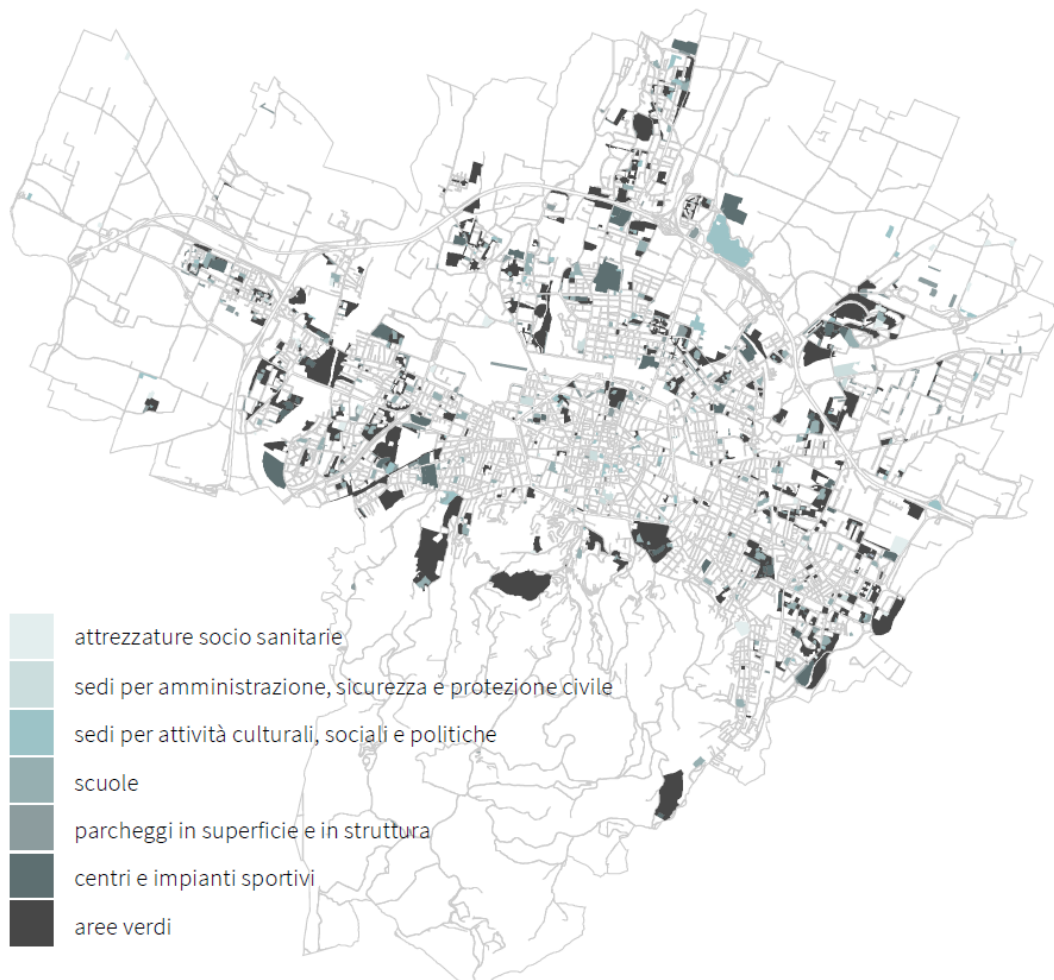 attrezzature socio sanitarie
sedi per amministrazione, sicurezza e protezione civile
sedi per attività culturali, sociali e politiche
scuole
parcheggi in superficie e in struttura
centri e impianti sportivi
aree verdi